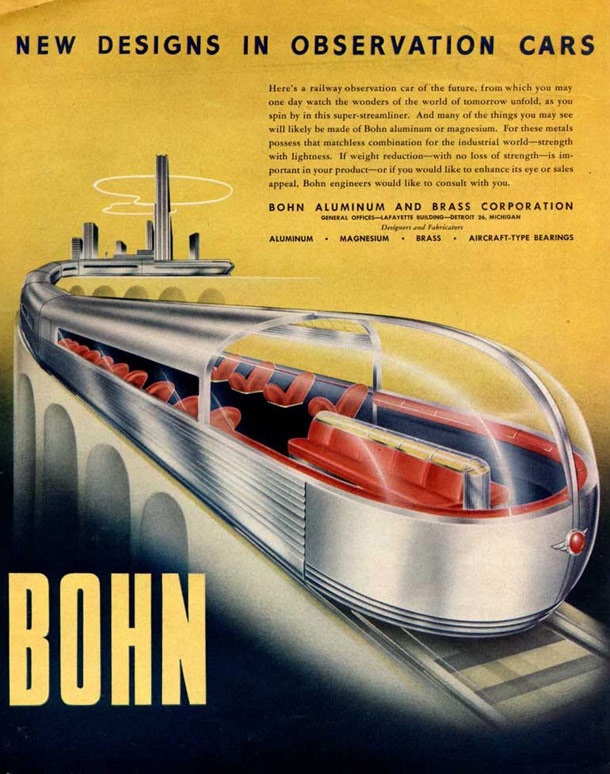 NEW DESIGNS IN OBSERVATION CARS
Here's a railway observation car of the future, from which you may
one day watch the wonders of the world of tomorrow unfold, as you
spin by in this super-streamliner. And many of the things you may see
will likely be made of Bohn aluminum or magnesium. For these metals
possess that matchless combination for the industrial world—strength
with lightness. If weight reduction—with no loss of strength—is im-
portant in your product—or if you would like to enhance its eye or sales
appeal, Bohn engineers would like to consult with you.
BOHN ALUMINUM AND BRASS CORPORATION
GENERAL OFFICES—LAFAYETTE BUILDING—DETROIT 26, MICHIGAN
Designers and Fabricators
ALUMINUM • MAGNESIUM • BRASS • AIRCRAFT-TYPE BEARINGS
BOHN